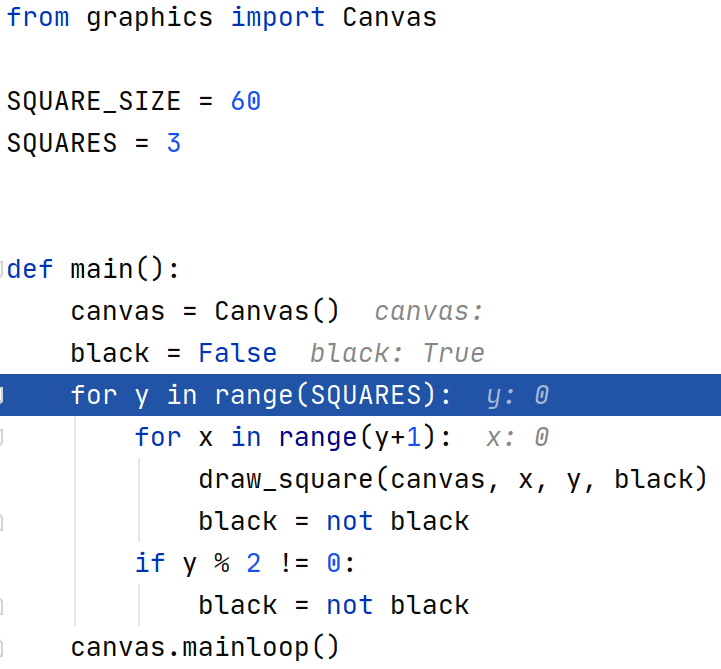 from graphics import Canvas
SQUARE_SIZE = 60
SQUARES = 3
def main():
    canvas = Canvas()  canvas:
    black = False  black: True
    for y in range(SQUARES):  y: 0
        for x in range(y+1):  x: 0
            draw_square(canvas, x, y, black)
            black = not black
        if y % 2 != 0:
            black = not black
    canvas.mainloop()